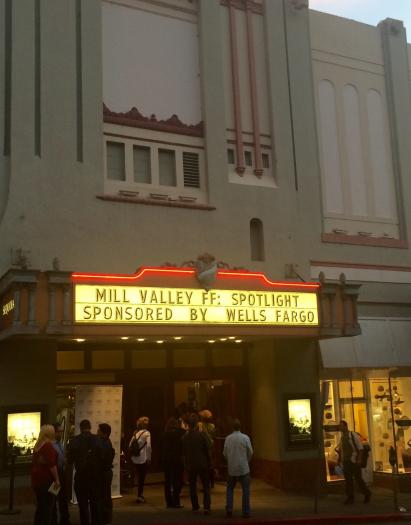 MILL VALLEY FF: SPOTLIGHT
SPONSORED BY WELLS FARGO